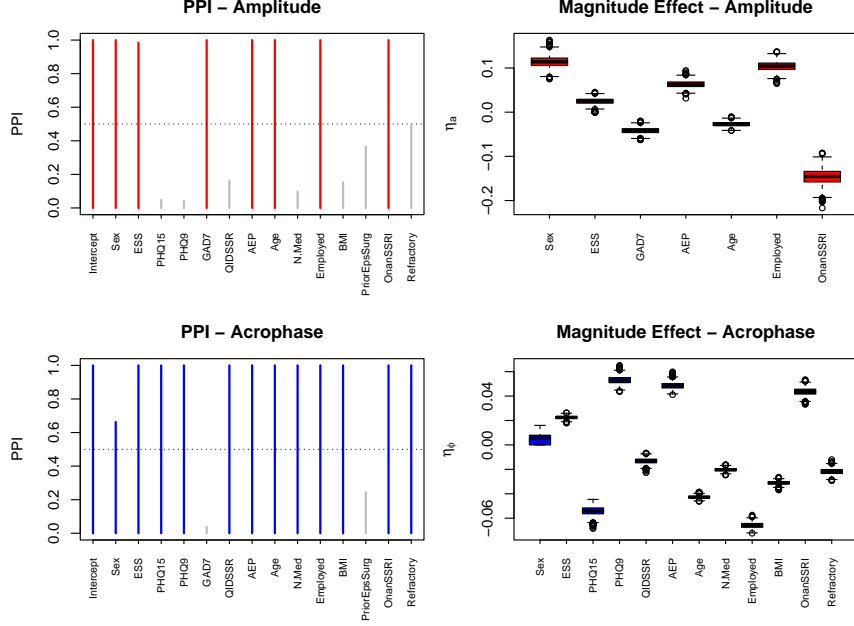 PPI − Amplitude
PPI
1.0
0.8
0.6
0.4
0.2
0.0
Intercept
Sex
ESS
PHQ15
PHQ9
GAD7
QIDSSR
AEP
Age
N.Med
Employed
BMI
PriorEpsSurg
OnanSSRI
Refractory
Magnitude Effect − Amplitude
ηa
0.1
0.0
−0.1
−0.2
Sex
ESS
GAD7
AEP
Age
Employed
OnanSSRI
PPI − Acrophase
PPI
1.0
0.8
0.6
0.4
0.2
0.0
Intercept
Sex
ESS
PHQ15
PHQ9
GAD7
QIDSSR
AEP
Age
N.Med
Employed
BMI
PriorEpsSurg
OnanSSRI
Refractory
Magnitude Effect − Acrophase
ηϕ
0.04
0.00
−0.06
Sex
ESS
PHQ15
PHQ9
QIDSSR
AEP
Age
N.Med
Employed
BMI
OnanSSRI
Refractory